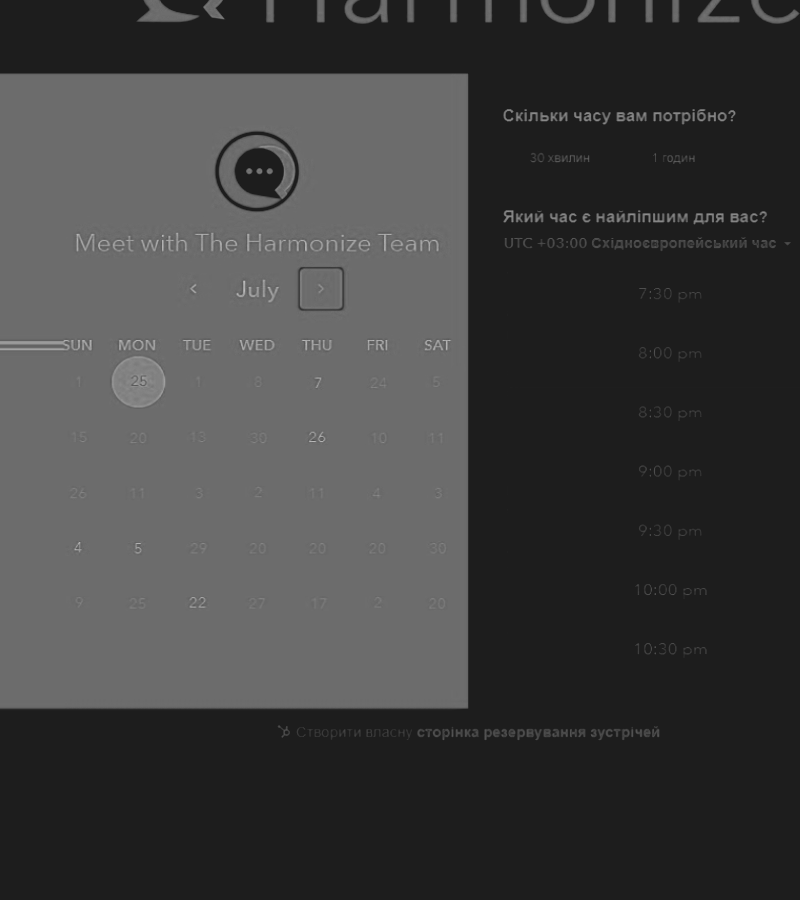 Harmonize
Meet with The Harmonize Team
July
SUN MON TUE WED THU FRI SAT
1 25 1 8 7 24 5
15 20 13 30 26 10 11
26 11 3 2 11 4 3
4 5 29 20 20 20 30
9 25 22 27 17 2 20
Скільки часу вам потрібно?
30 хвилин 1 годин
Який час є найліпшим для вас?
UTC +03:00 Східноєвропейський час
7:30 pm
8:00 pm
8:30 pm
9:00 pm
9:30 pm
10:00 pm
10:30 pm
Створити власну сторінка резервування зустрічей